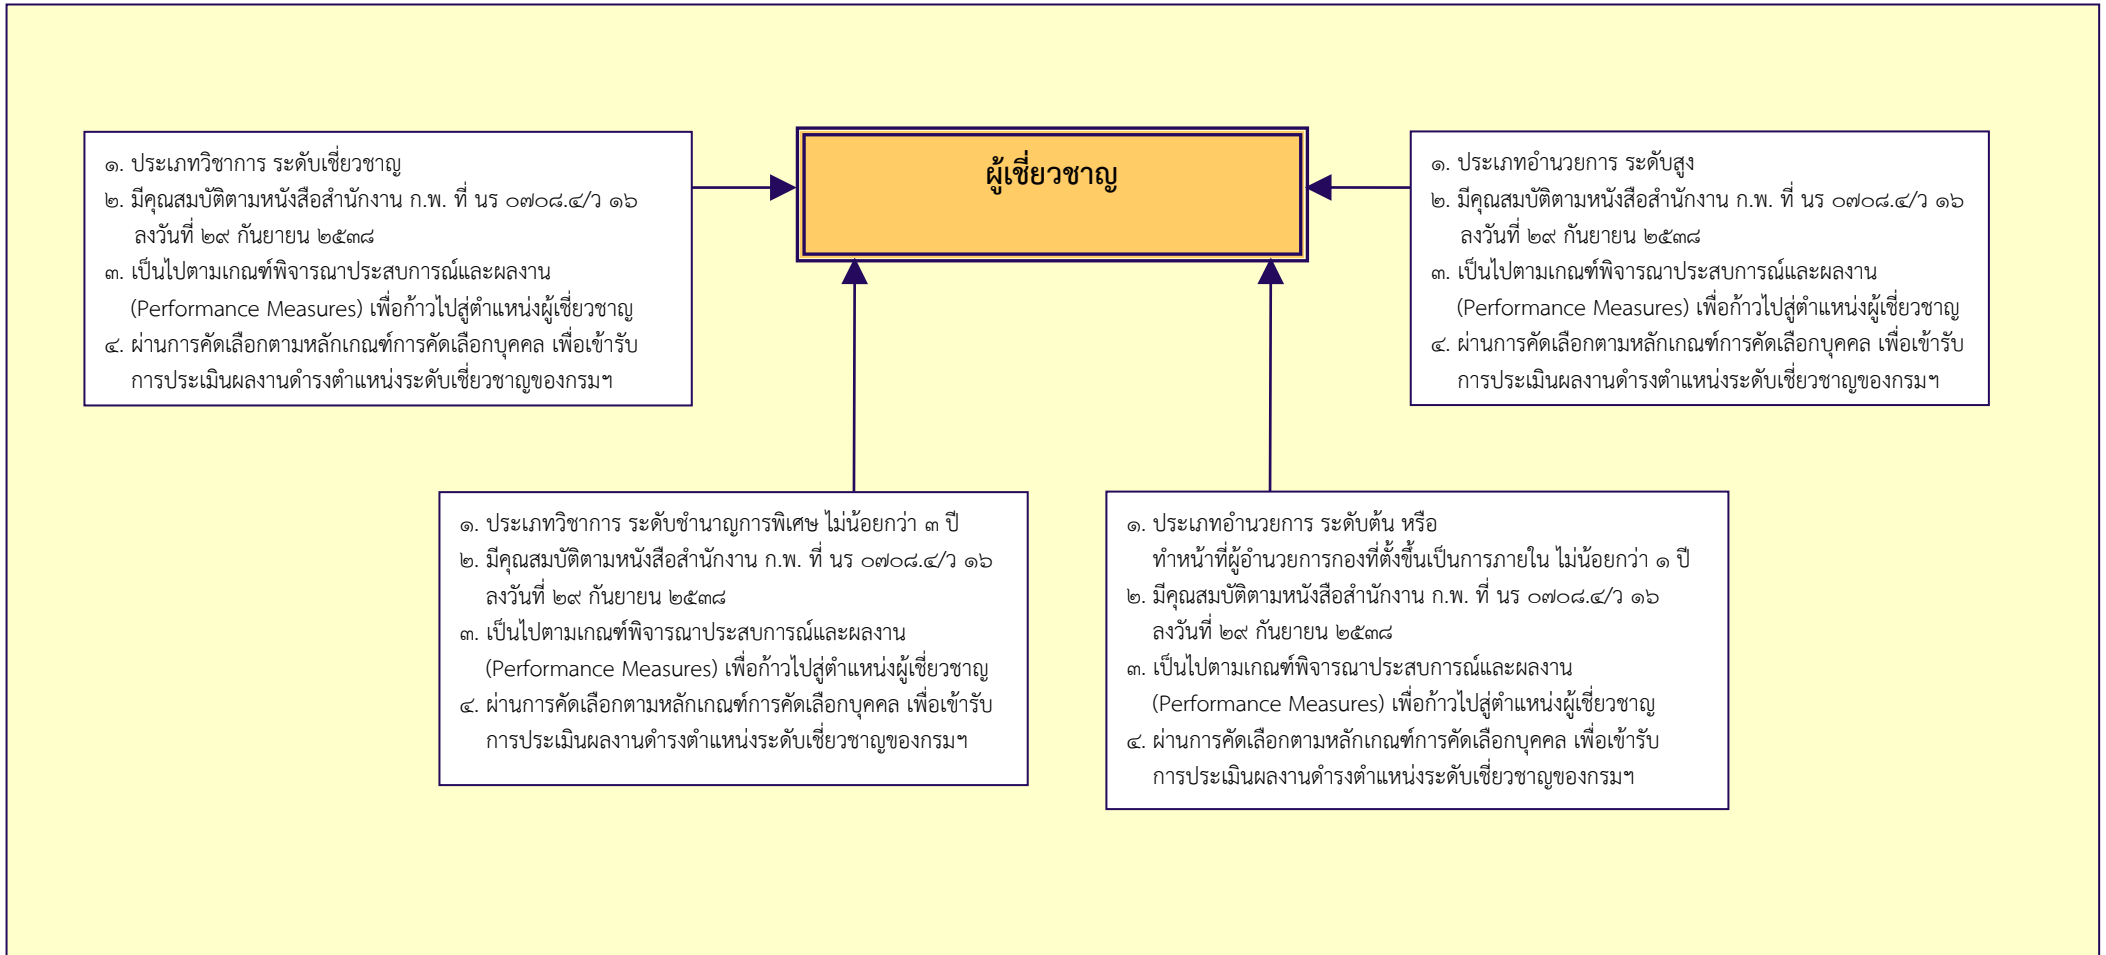 ผู้เชี่ยวชาญ
๑. ประเภทวิชาการ ระดับเชี่ยวชาญ
๒. มีคุณสมบัติตามหนังสือสำนักงาน ก.พ. ที่ นร ๐๗๐๘.๔/ว ๑๖
ลงวันที่ ๒๙ กันยายน ๒๕๓๘
๓. เป็นไปตามเกณฑ์พิจารณาประสบการณ์และผลงาน
(Performance Measures) เพื่อก้าวไปสู่ตำแหน่งผู้เชี่ยวชาญ
๔. ผ่านการคัดเลือกตามหลักเกณฑ์การคัดเลือกบุคคล เพื่อเข้ารับ
การประเมินผลงานดำรงตำแหน่งระดับเชี่ยวชาญของกรมฯ
๑. ประเภทอำนวยการ ระดับสูง
๒. มีคุณสมบัติตามหนังสือสำนักงาน ก.พ. ที่ นร ๐๗๐๘.๔/ว ๑๖
ลงวันที่ ๒๙ กันยายน ๒๕๓๘
๓. เป็นไปตามเกณฑ์พิจารณาประสบการณ์และผลงาน
(Performance Measures) เพื่อก้าวไปสู่ตำแหน่งผู้เชี่ยวชาญ
๔. ผ่านการคัดเลือกตามหลักเกณฑ์การคัดเลือกบุคคล เพื่อเข้ารับ
การประเมินผลงานดำรงตำแหน่งระดับเชี่ยวชาญของกรมฯ
๑. ประเภทวิชาการ ระดับชำนาญการพิเศษ ไม่น้อยกว่า ๓ ปี
๒. มีคุณสมบัติตามหนังสือสำนักงาน ก.พ. ที่ นร ๐๗๐๘.๔/ว ๑๖
ลงวันที่ ๒๙ กันยายน ๒๕๓๘
๓. เป็นไปตามเกณฑ์พิจารณาประสบการณ์และผลงาน
(Performance Measures) เพื่อก้าวไปสู่ตำแหน่งผู้เชี่ยวชาญ
๔. ผ่านการคัดเลือกตามหลักเกณฑ์การคัดเลือกบุคคล เพื่อเข้ารับ
การประเมินผลงานดำรงตำแหน่งระดับเชี่ยวชาญของกรมฯ
๑. ประเภทอำนวยการ ระดับต้น หรือ
ทำหน้าที่ผู้อำนวยการกองที่ตั้งขึ้นเป็นการภายใน ไม่น้อยกว่า ๑ ปี
๒. มีคุณสมบัติตามหนังสือสำนักงาน ก.พ. ที่ นร ๐๗๐๘.๔/ว ๑๖
ลงวันที่ ๒๙ กันยายน ๒๕๓๘
๓. เป็นไปตามเกณฑ์พิจารณาประสบการณ์และผลงาน
(Performance Measures) เพื่อก้าวไปสู่ตำแหน่งผู้เชี่ยวชาญ
๔. ผ่านการคัดเลือกตามหลักเกณฑ์การคัดเลือกบุคคล เพื่อเข้ารับ
การประเมินผลงานดำรงตำแหน่งระดับเชี่ยวชาญของกรมฯ